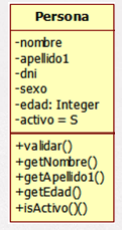 Persona
-nombre
-apellido1
-dni
-sexo
-edad: Integer
-activo = S
+validar()
+getNombre()
+getApellido1()
+getEdad()
+isActivo()()